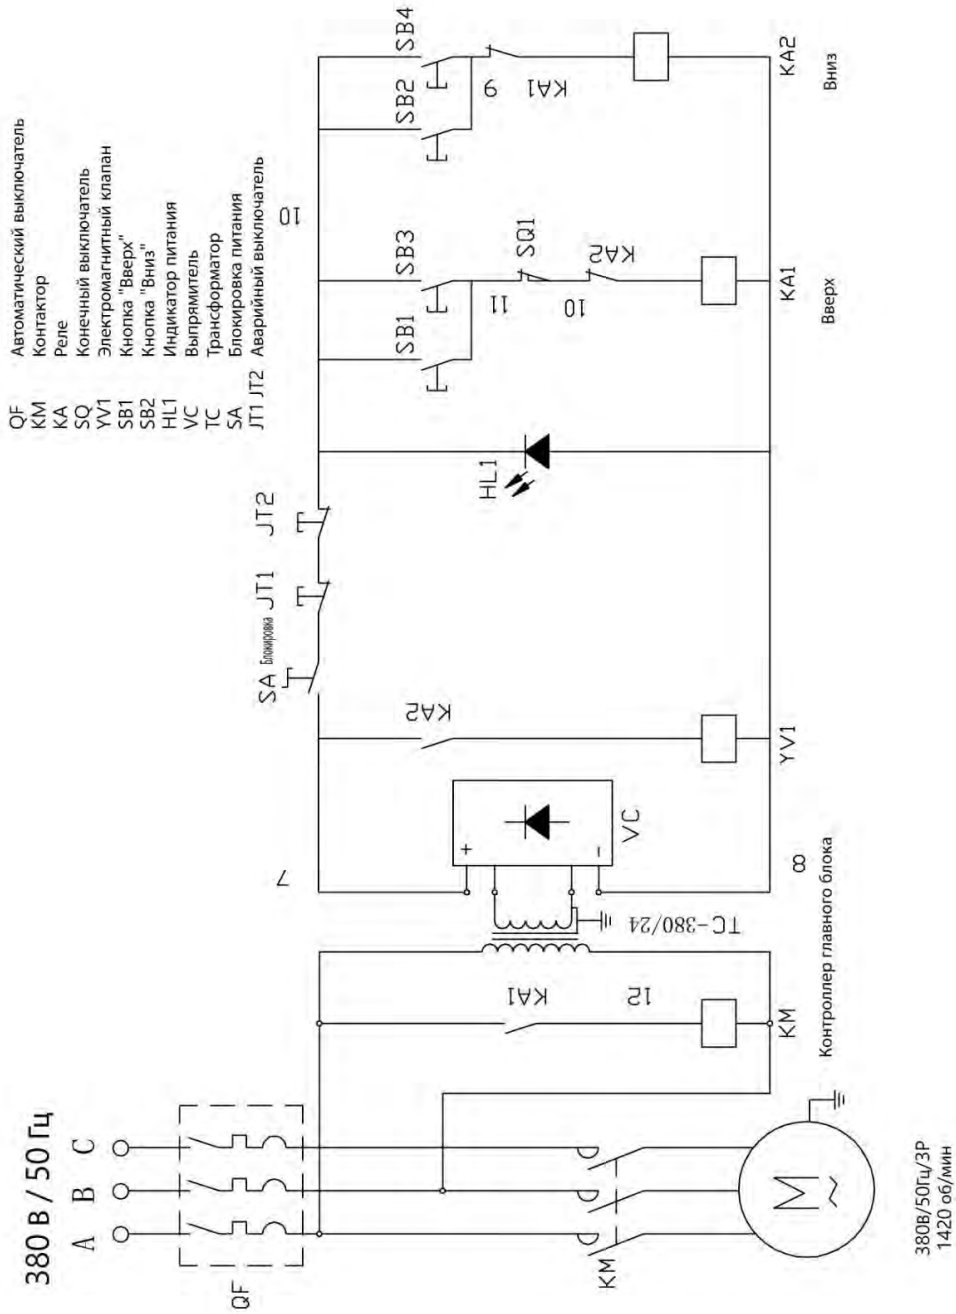 QF Автоматический выключатель
KM Контактор
KA Реле
SQ Конечный выключатель
YV1 Электромагнитный клапан
SB1 Кнопка "Вверх"
SB2 Кнопка "Вниз"
HL1 Индикатор питания
VC Выпрямитель
TC Трансформатор
SA Блокировка питания
JT1 JT2 Аварийный выключатель
380 В / 50 Гц
A
B
C
QF
KM
M
~
380В/50Гц/3Р
1420 об/мин
KA1
12
KM
Контроллер главного блока
TC-380/24
7
8
+
-
VC
KA2
YV1
SA
Блокировка
JT1
JT2
HL1
10
SB1
SB3
11
SQ1
10
KA2
KA1
Вверх
SB2
SB4
9
KA1
KA2
Вниз